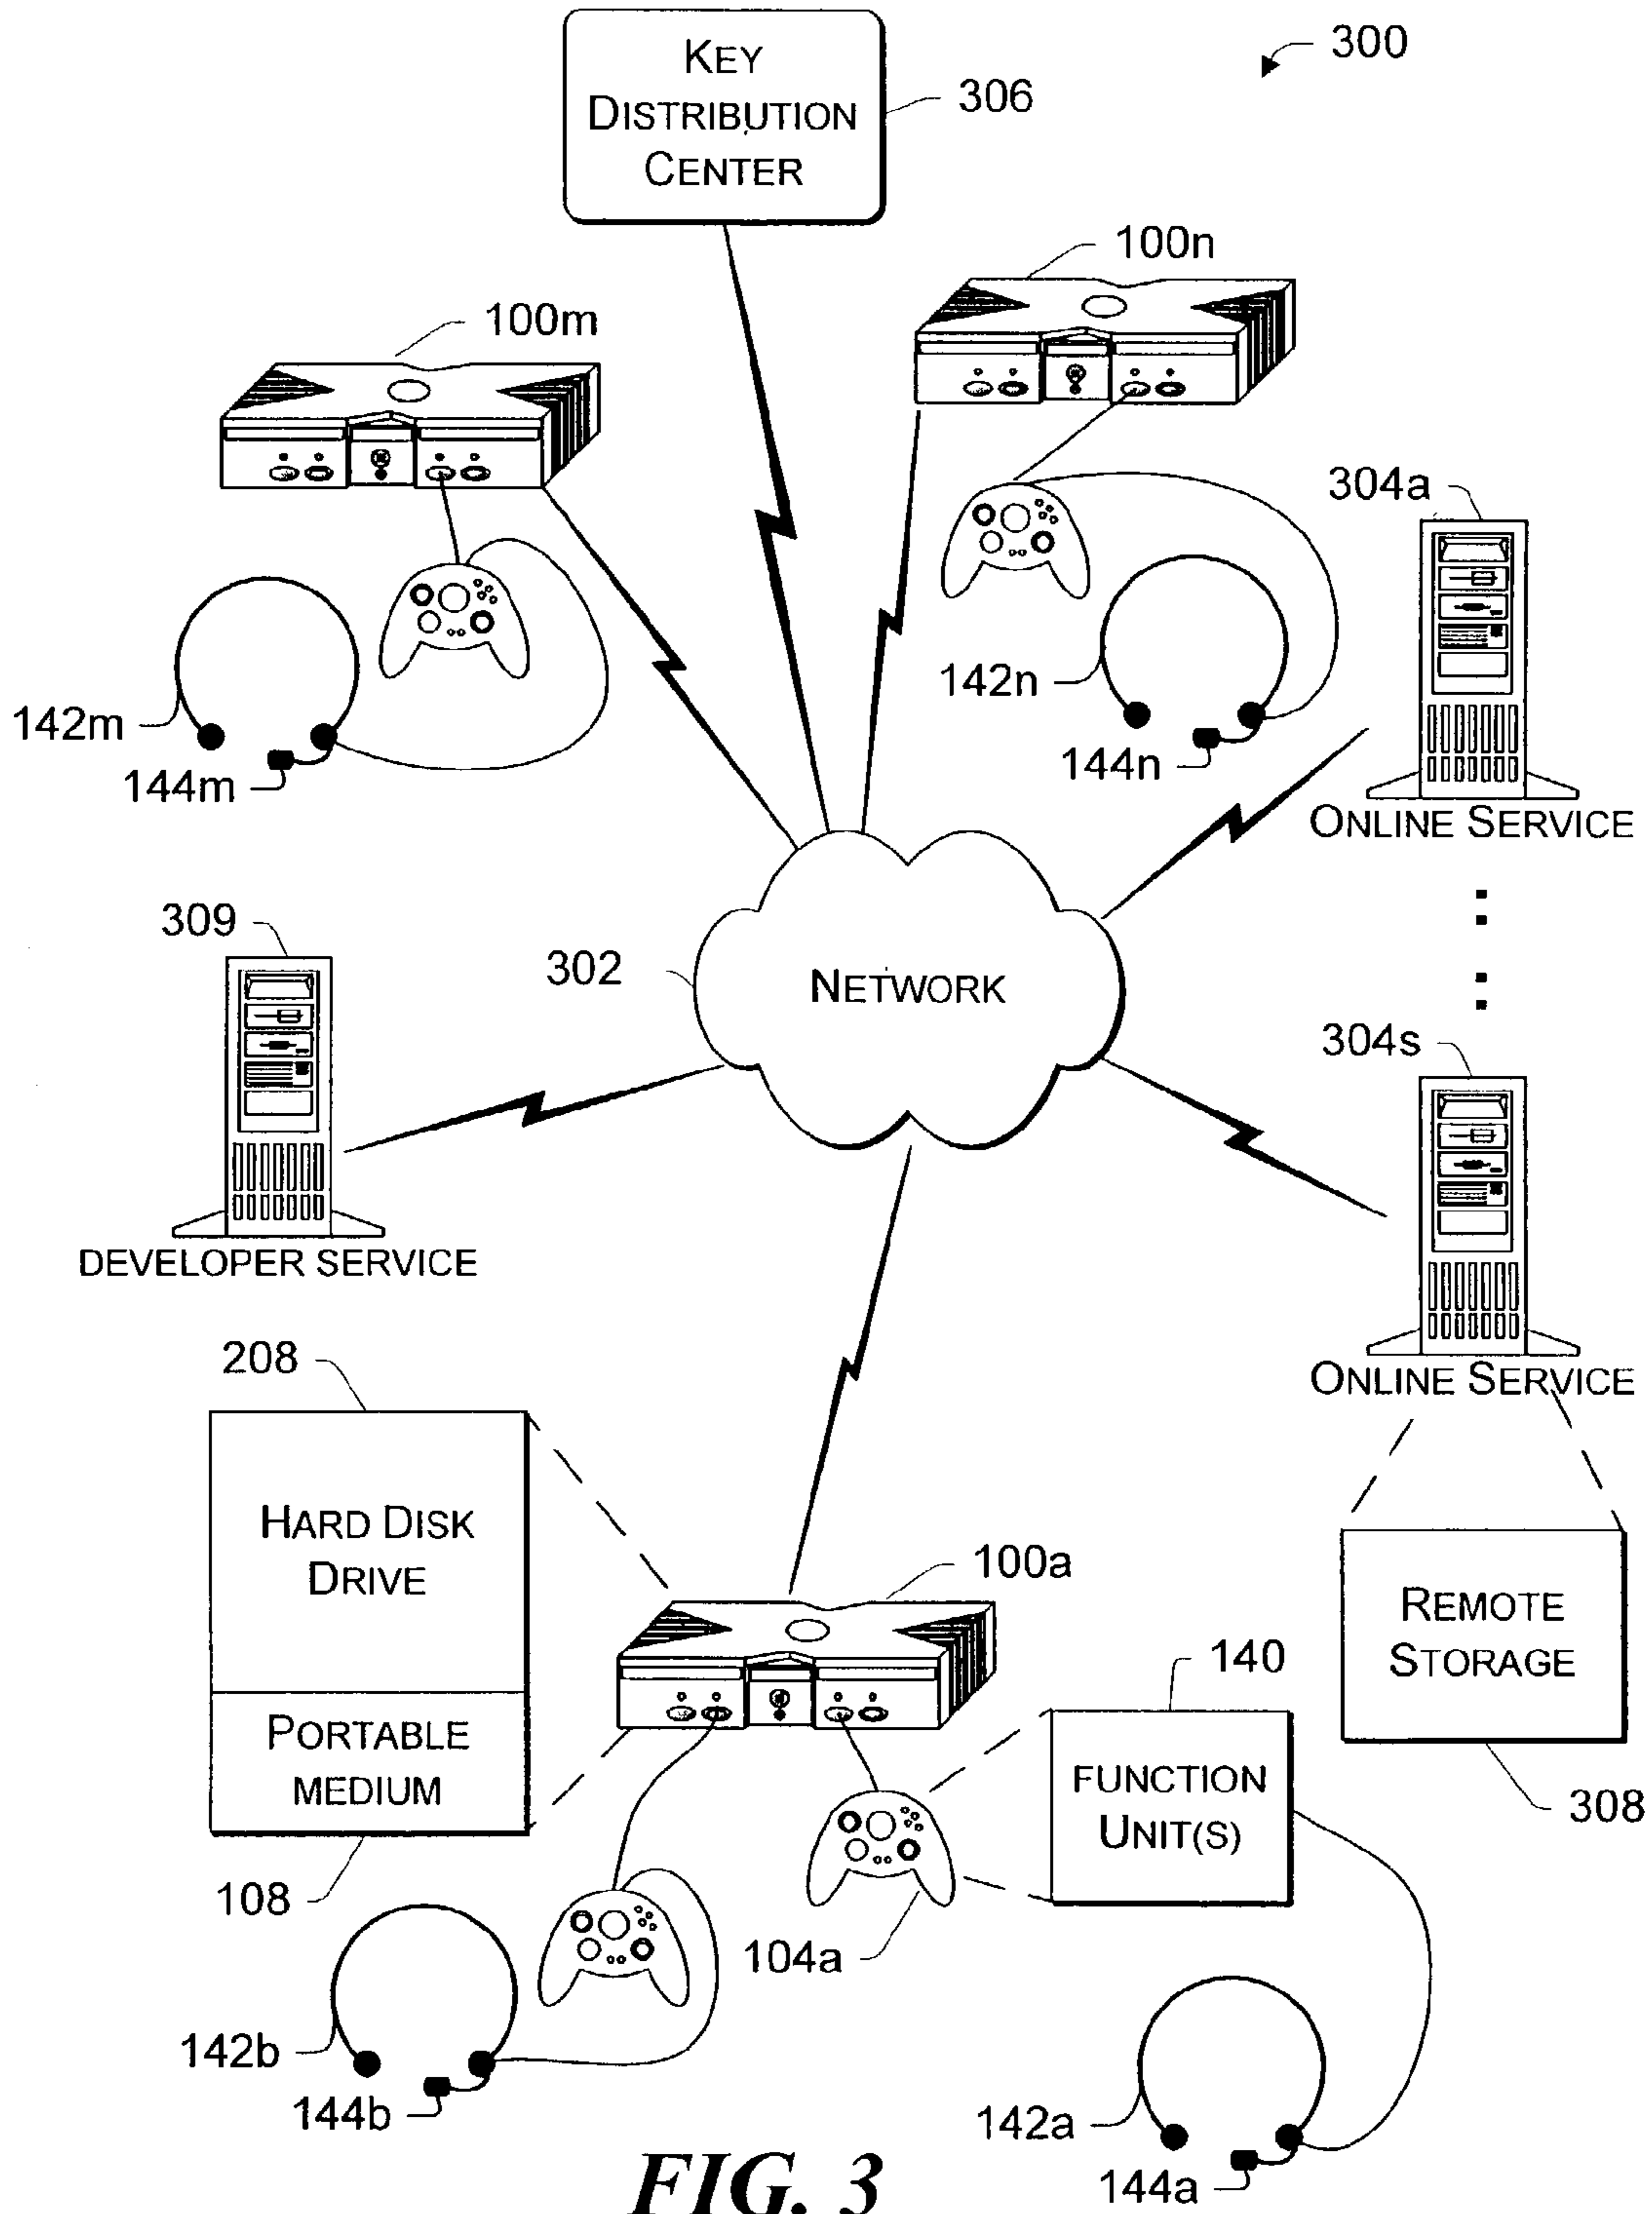 KEY
DISTRIBUTION
CENTER
306
300
100n
100m
304a
142n
142m
144n
144m
ONLINE SERVICE
309
302
NETWORK
304s
DEVELOPER SERVICE
208
ONLINE SERVICE
HARD DISK
DRIVE
100a
REMOTE
STORAGE
140
PORTABLE
MEDIUM
FUNCTION
UNIT(S)
308
108
104a
142b
144b
142a
144a
FIG. 3